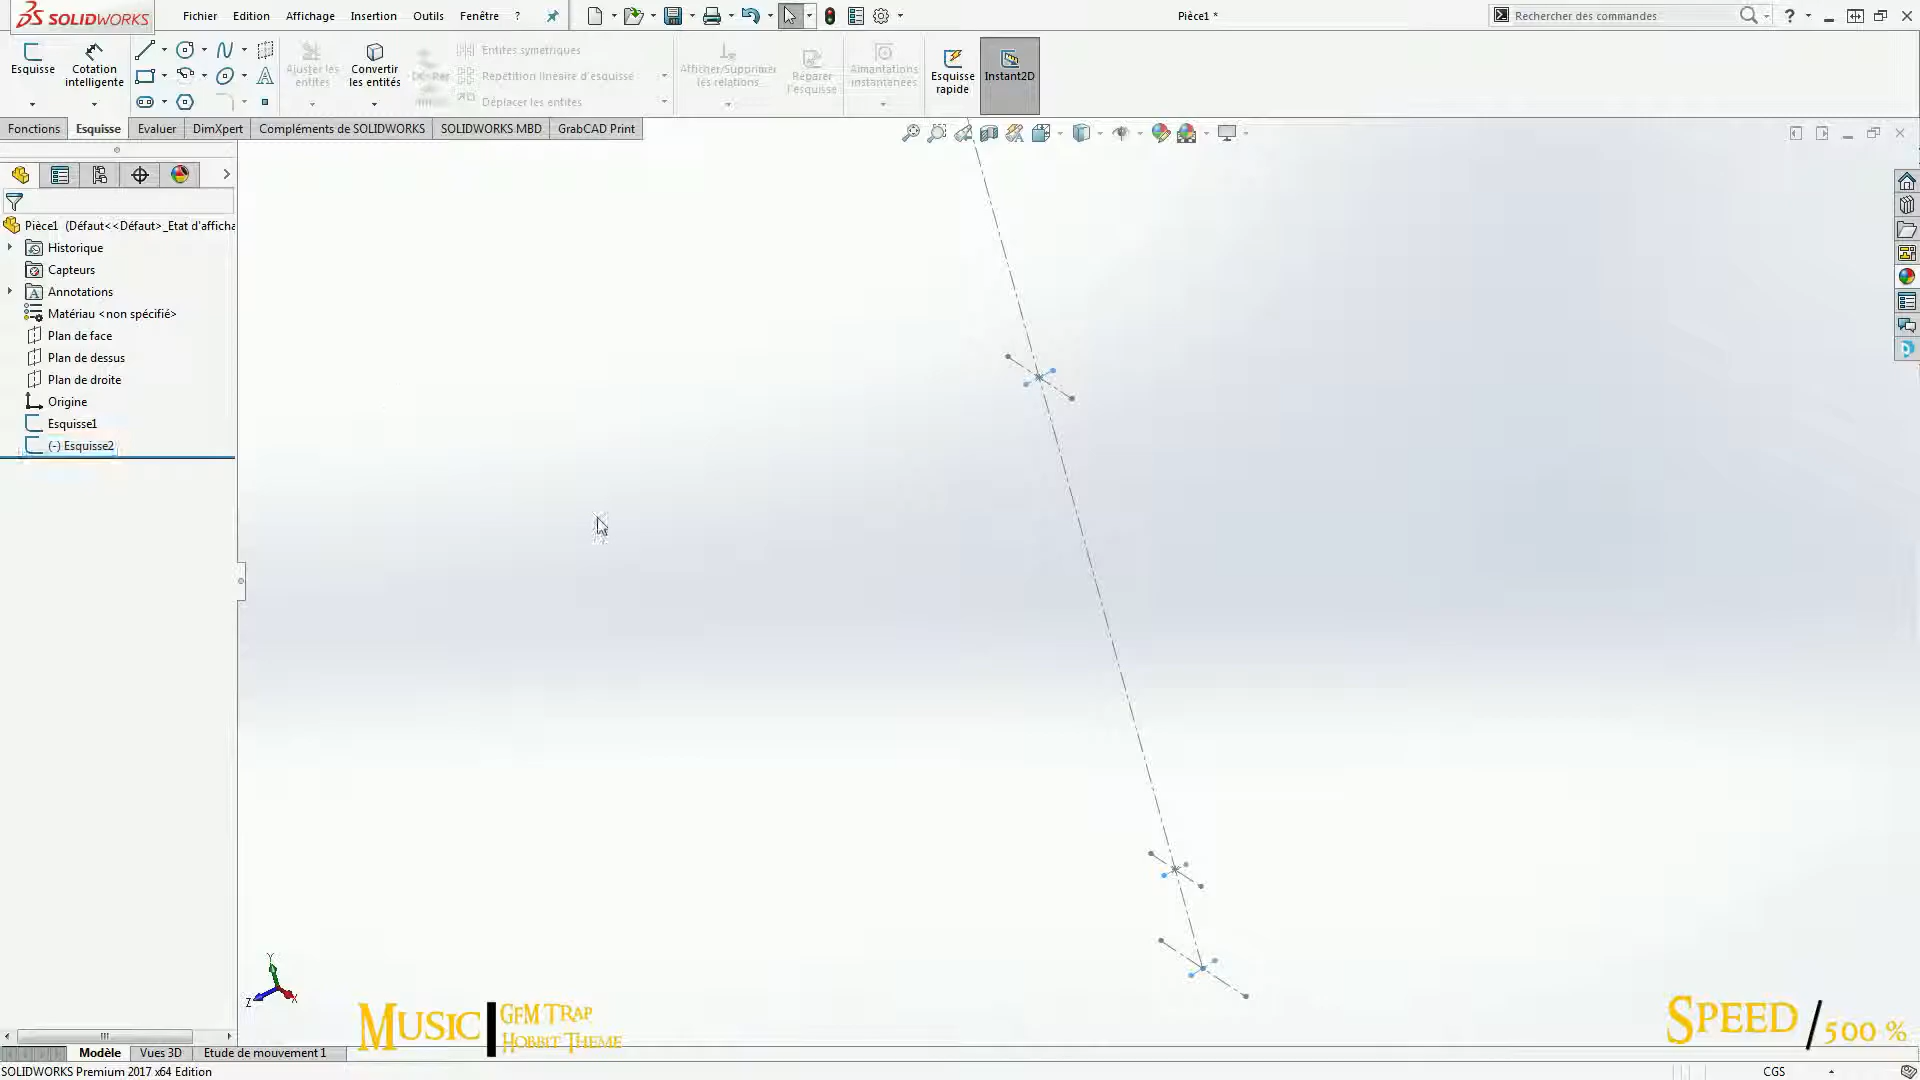 SOLIDWORKS
Fichier Edition Affichage Insertion Outils Fenêtre ?
Pièce1 *
Rechercher des commandes
Esquisse
Cotation intelligente
Ajuster les entités
Convertir les entités
Entités symétriques
Répétition linéaire d'esquisse
Déplacer les entités
Afficher/Supprimer les relations
Réparer l'esquisse
Aimantations instantanées
Esquisse rapide
Instant2D
Fonctions Esquisse Evaluer DimXpert Compléments de SOLIDWORKS SOLIDWORKS MBD GrabCAD Print
Pièce1 (Défaut<<Défaut>_Etat d'afficha
Historique
Capteurs
Annotations
Matériau <non spécifié>
Plan de face
Plan de dessus
Plan de droite
Origine
Esquisse1
(-) Esquisse2
Y
Z
X
Music
GFM Trap
Hobbit Theme
Speed / 500 %
Modèle Vues 3D Etude de mouvement 1
SOLIDWORKS Premium 2017 x64 Edition
CGS